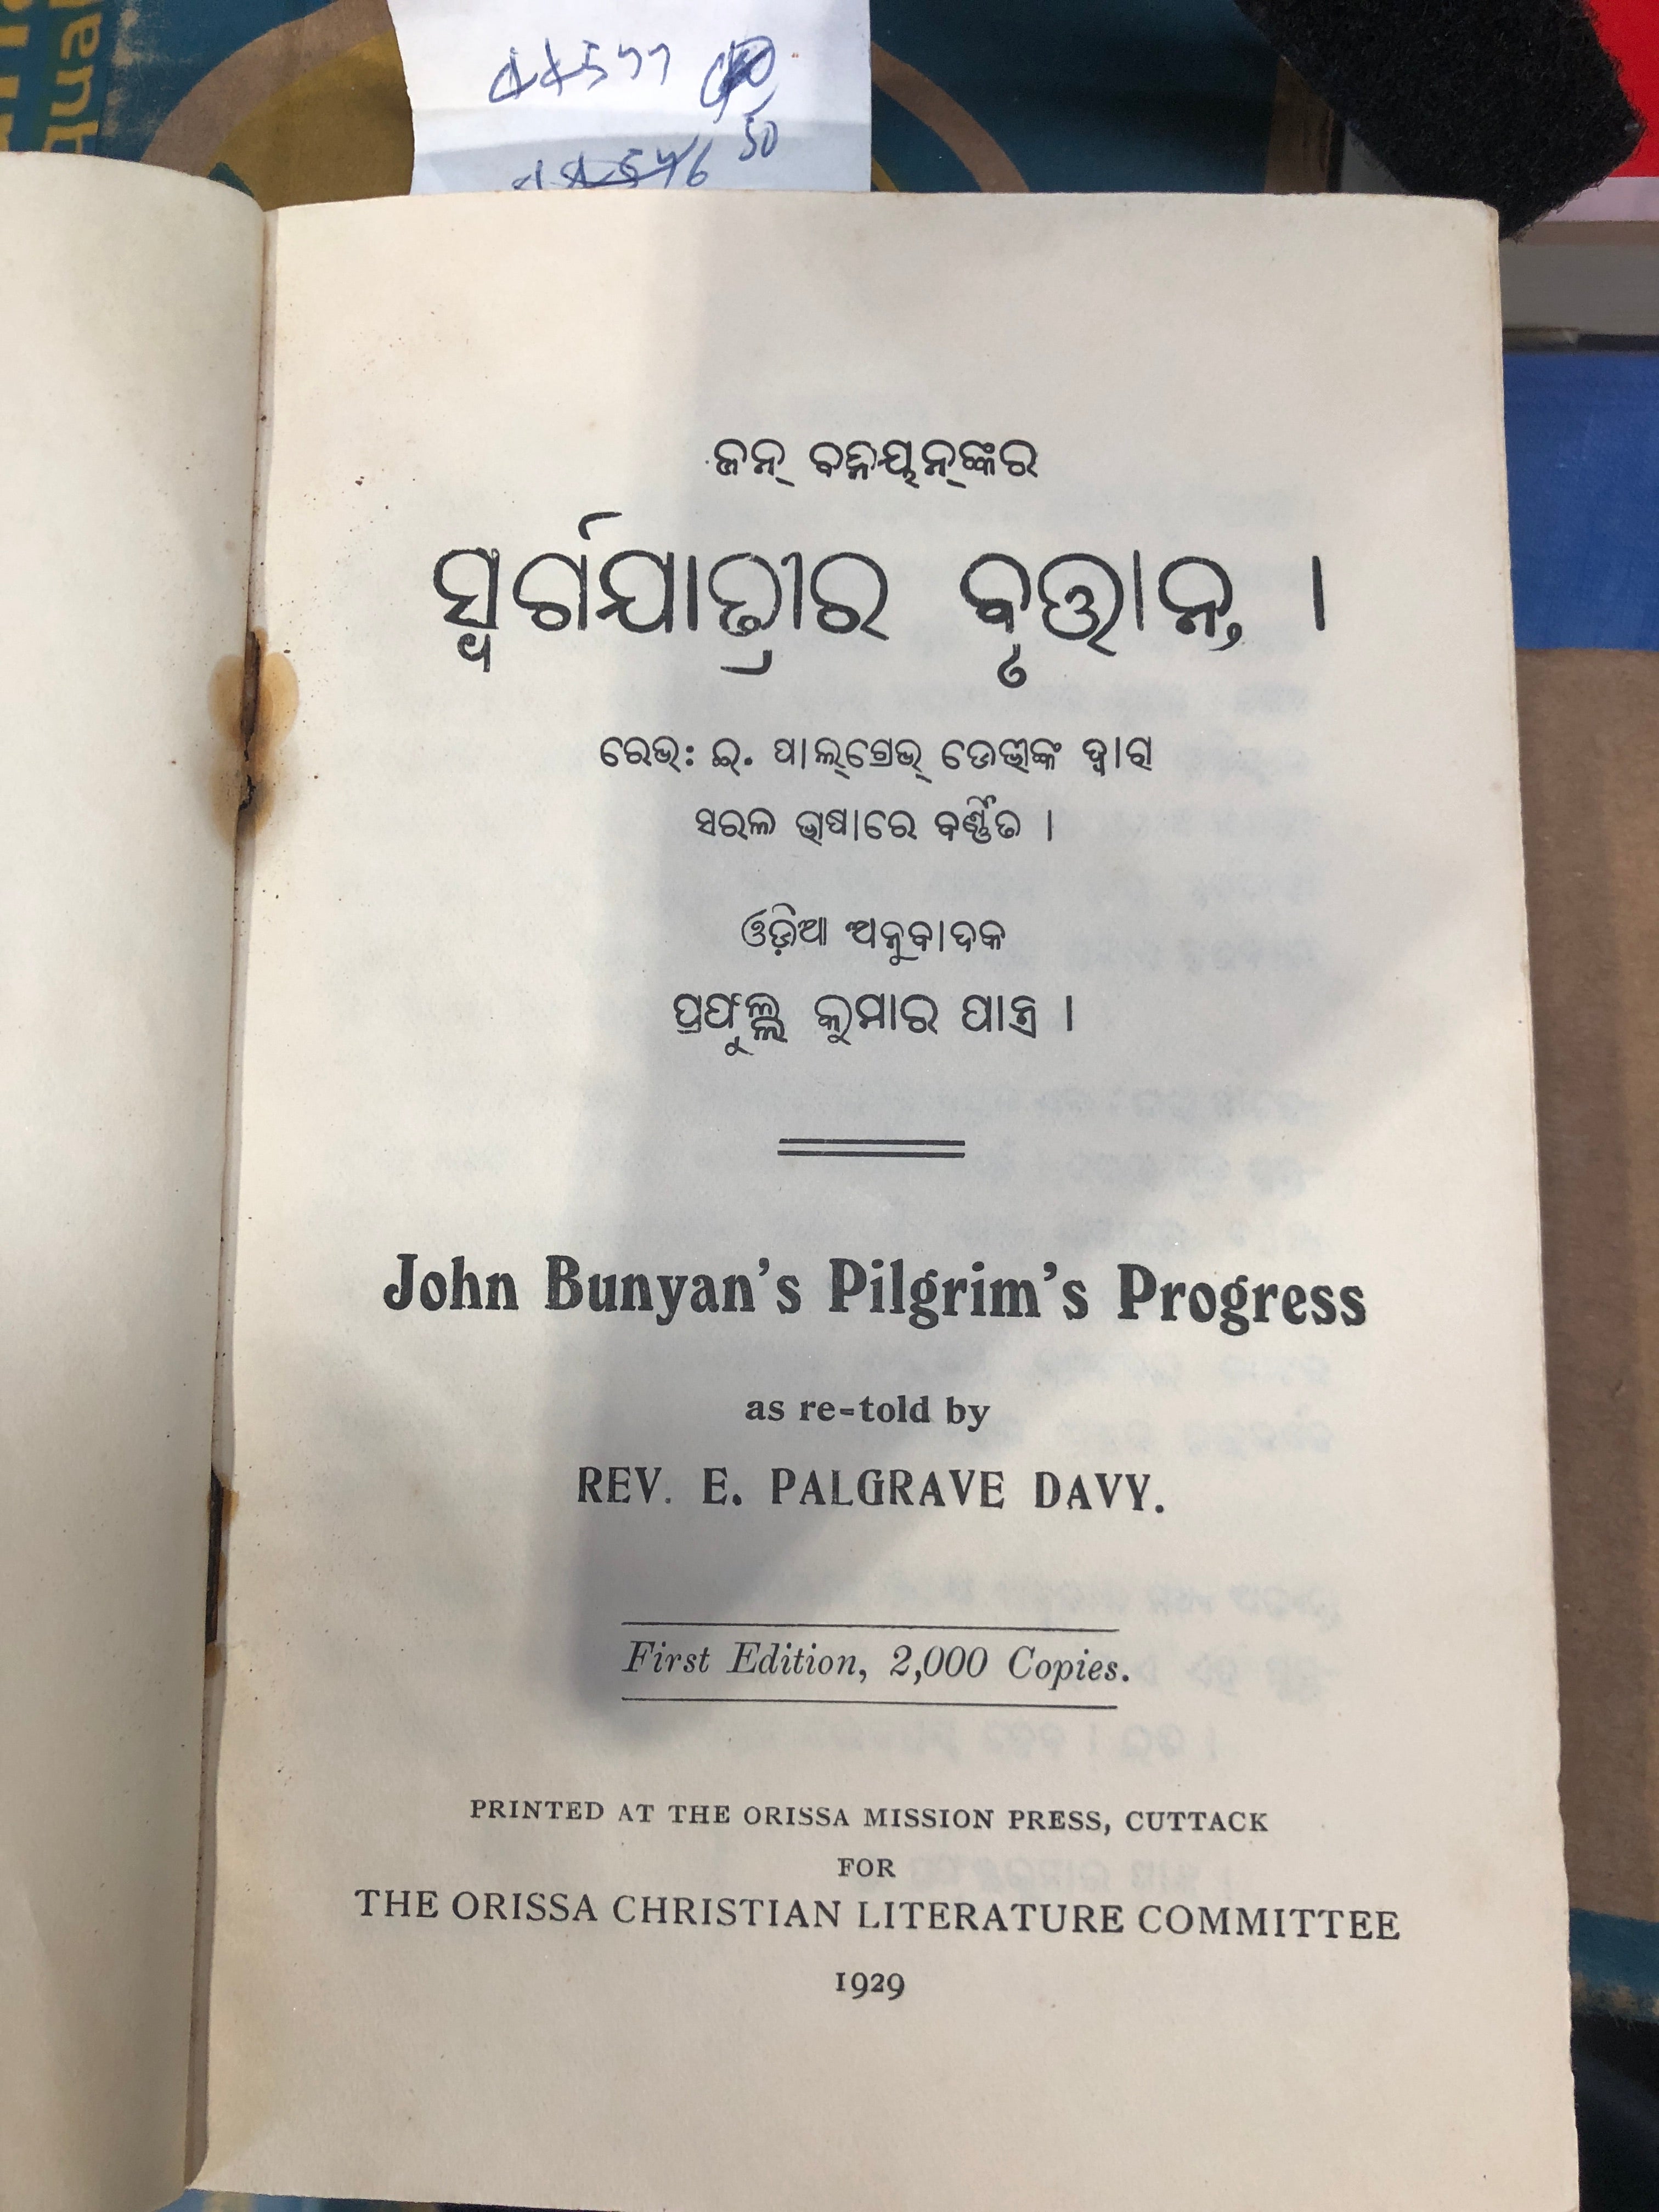 ଜନ୍ ବନ୍ନିୟନ୍‌ଙ୍କର
ସ୍ୱର୍ଗଯାତ୍ରୀର ବୃତ୍ତାନ୍ତ ।
ରେଭ: ଇ. ପାଲ୍‌ଗ୍ରେଭ୍ ଡେଭୀଙ୍କ ଦ୍ୱାରା
ସରଳ ଭାଷାରେ ବର୍ଣ୍ଣିତ ।
ଓଡ଼ିଆ ଅନୁବାଦକ
ପ୍ରଫୁଲ୍ଲ କୁମାର ପାତ୍ର ।
John Bunyan's Pilgrim's Progress
as re-told by
REV. E. PALGRAVE DAVY.
First Edition, 2,000 Copies.
PRINTED AT THE ORISSA MISSION PRESS, CUTTACK
FOR
THE ORISSA CHRISTIAN LITERATURE COMMITTEE
1929